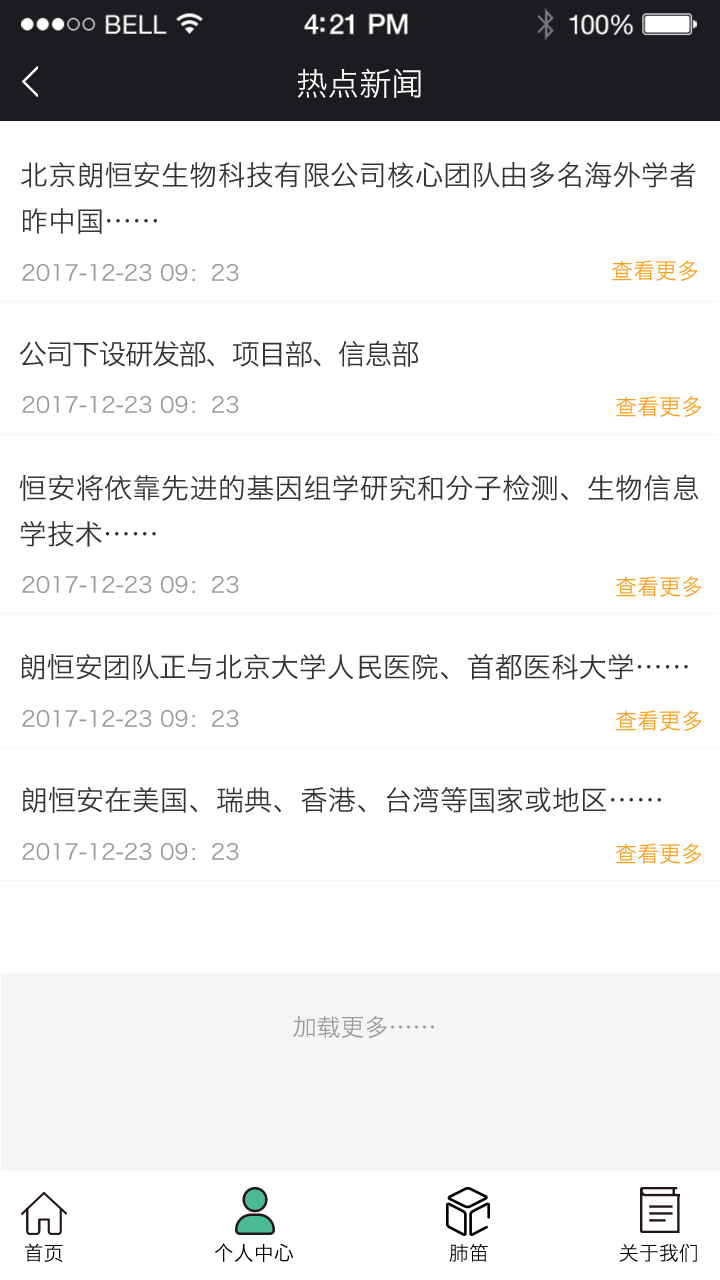 BELL 4:21 PM 100%
热点新闻
北京朗恒安生物科技有限公司核心团队由多名海外学者
昨中国……
2017-12-23 09：23 查看更多
公司下设研发部、项目部、信息部
2017-12-23 09：23 查看更多
恒安将依靠先进的基因组学研究和分子检测、生物信息
学技术……
2017-12-23 09：23 查看更多
朗恒安团队正与北京大学人民医院、首都医科大学……
2017-12-23 09：23 查看更多
朗恒安在美国、瑞典、香港、台湾等国家或地区……
2017-12-23 09：23 查看更多
加载更多……
首页 个人中心 肺笛 关于我们